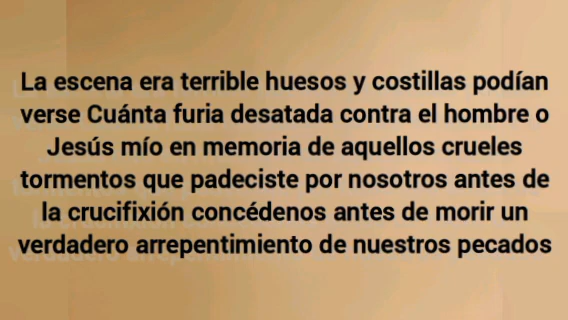 La escena era terrible huesos y costillas podían
verse Cuánta furia desatada contra el hombre o
Jesús mío en memoria de aquellos crueles
tormentos que padeciste por nosotros antes de
la crucifixión concédenos antes de morir un
verdadero arrepentimiento de nuestros pecados